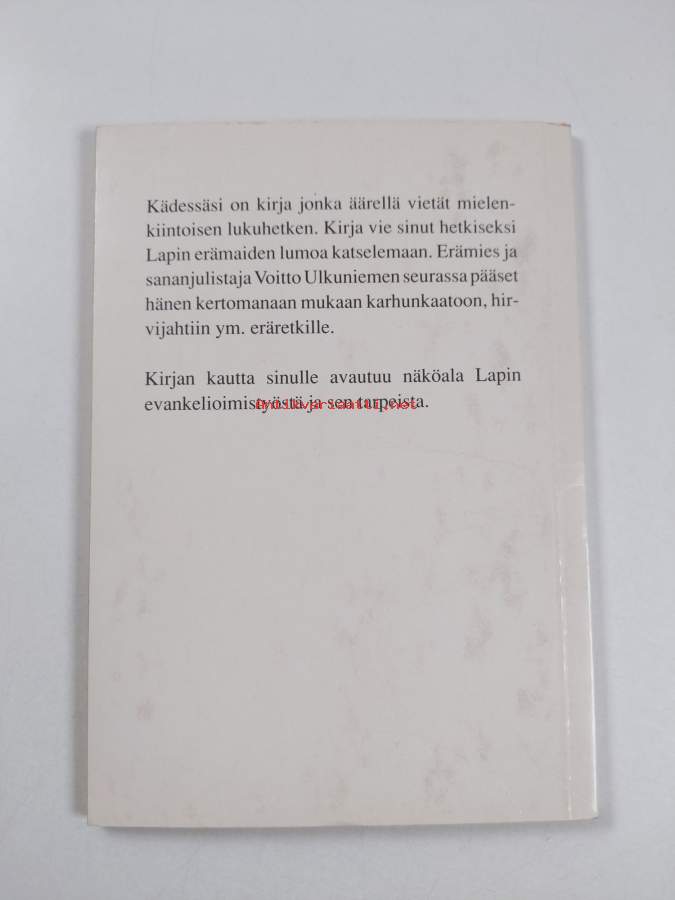 Kädessäsi on kirja jonka äärellä vietät mielen-
kiintoisen lukuhetken. Kirja vie sinut hetkiseksi
Lapin erämaiden lumoa katselemaan. Erämies ja
sananjulistaja Voitto Ulkuniemen seurassa pääset
hänen kertomanaan mukaan karhunkaatoon, hir-
vijahtiin ym. eräretkille.
Kirjan kautta sinulle avautuu näköala Lapin
evankelioimistyöstä ja sen tarpeista.
Antikvariaatti.net